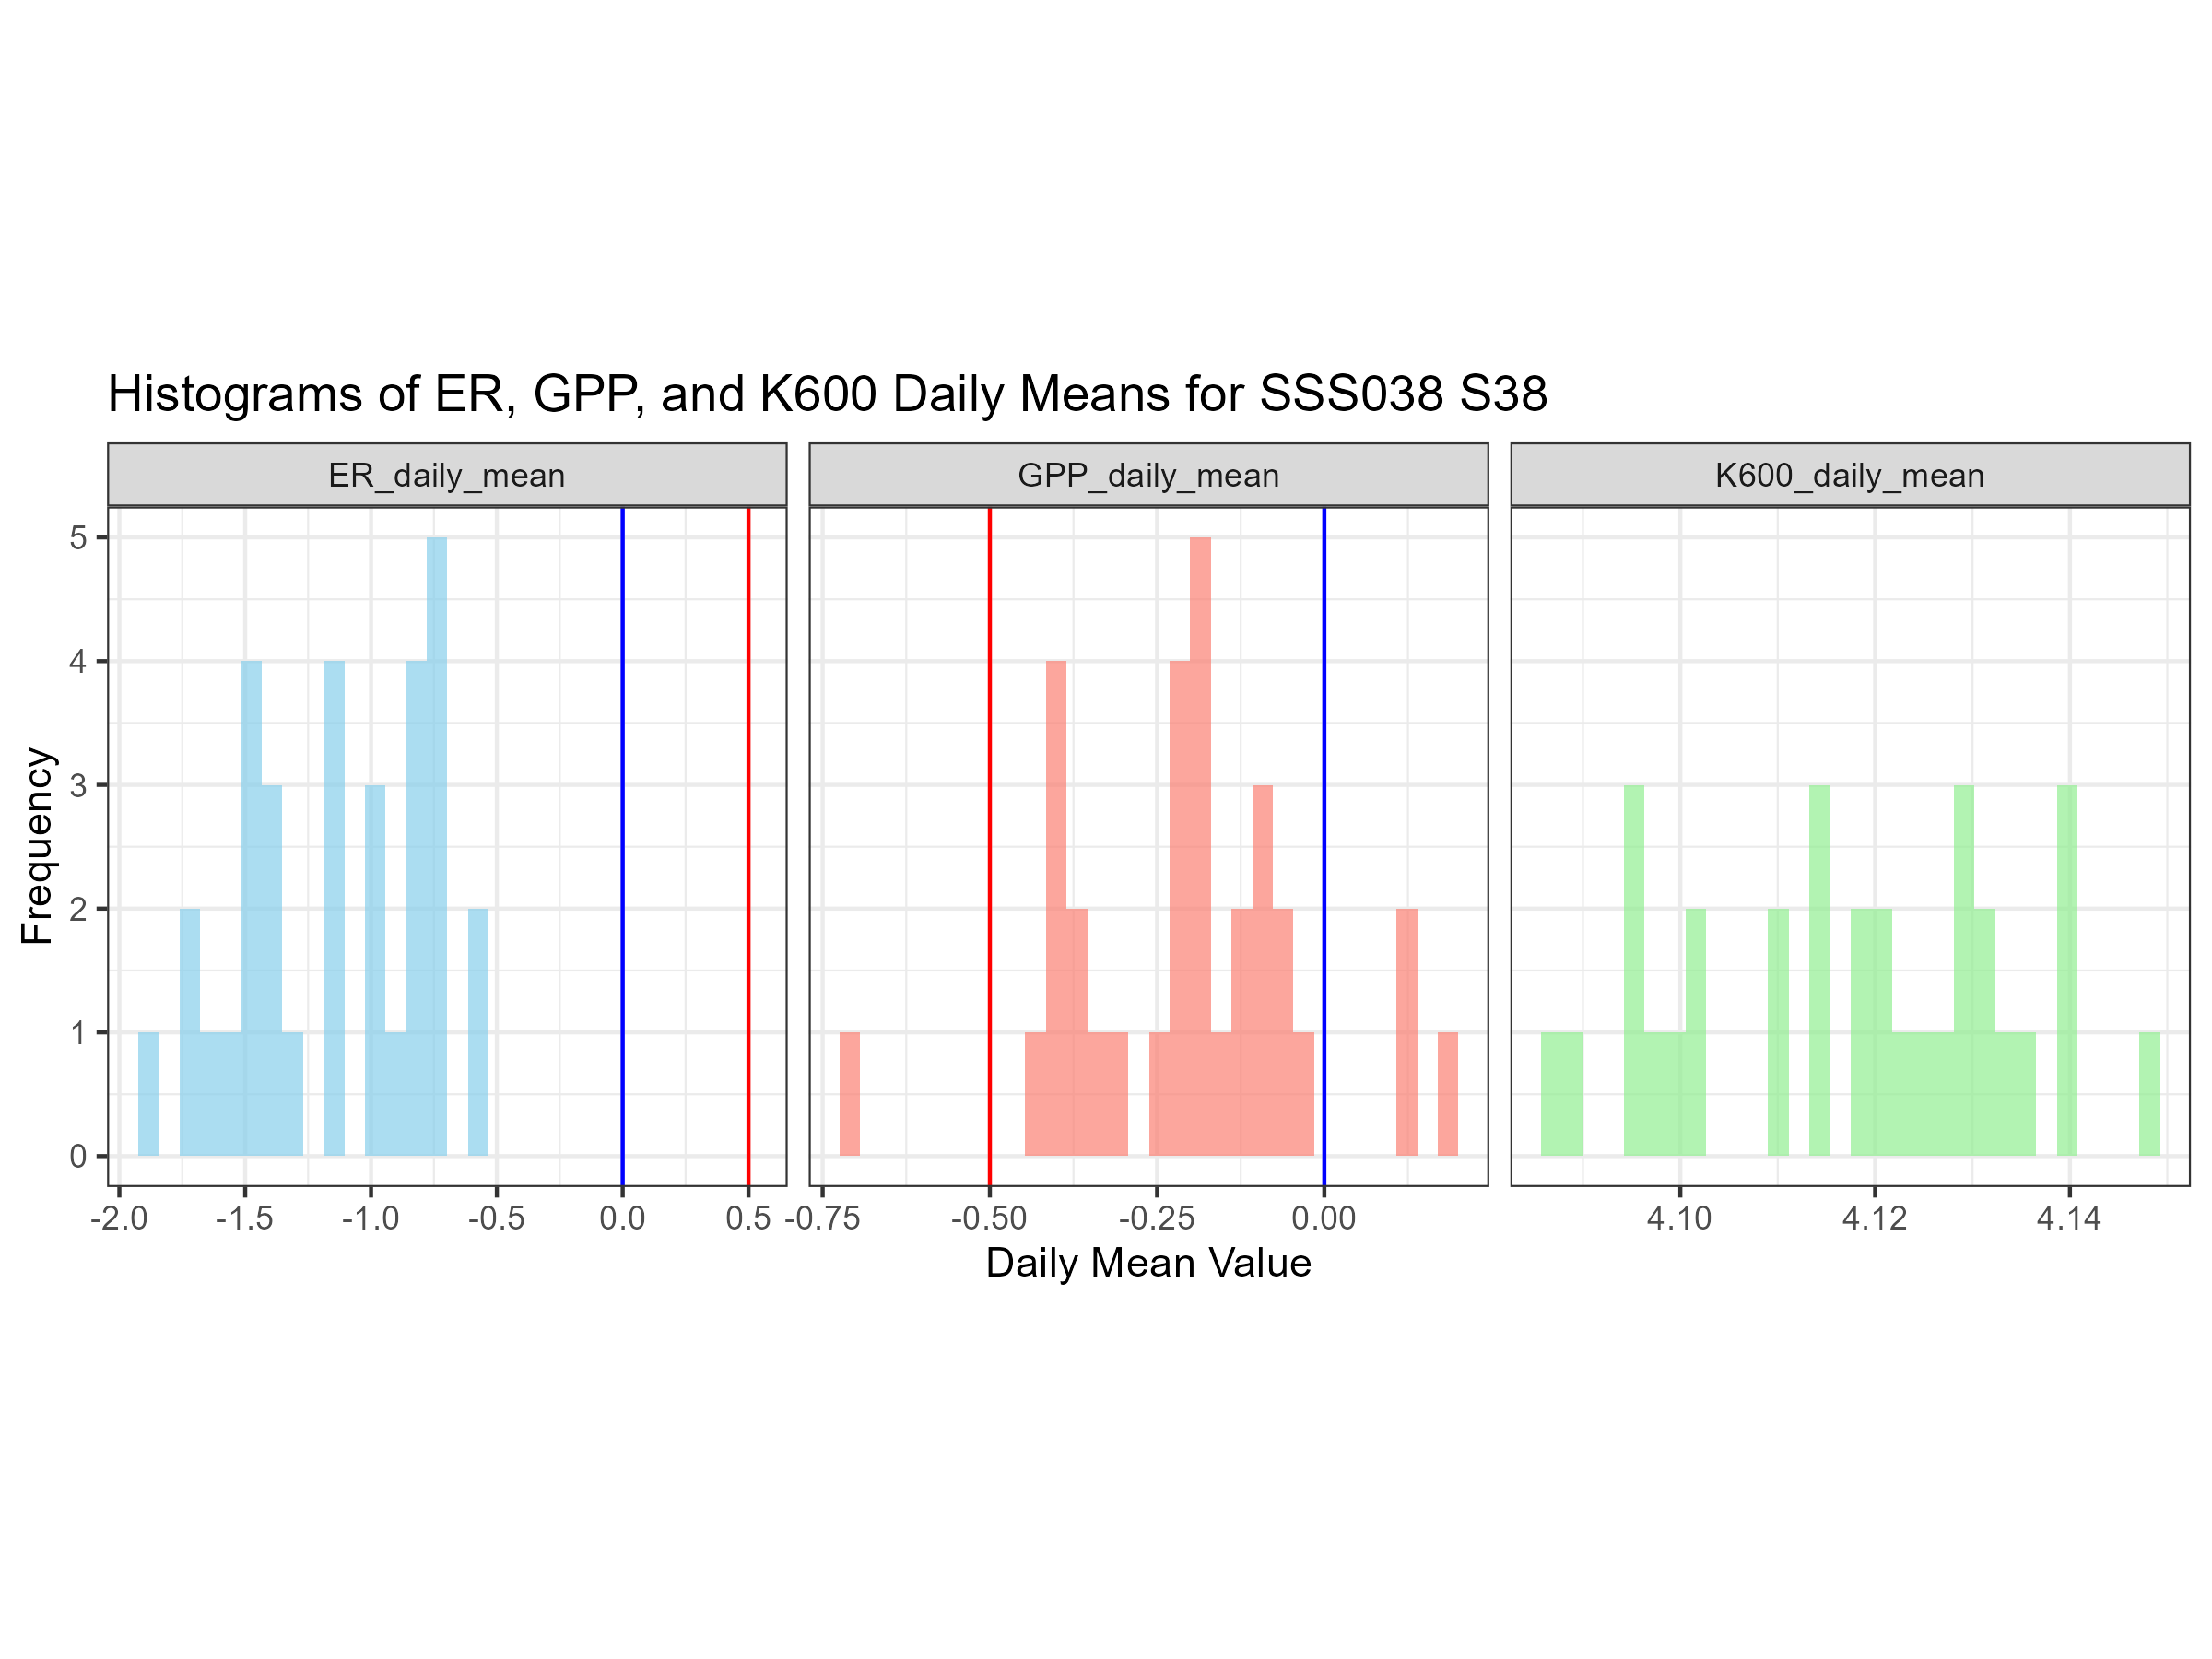 Histograms of ER, GPP, and K600 Daily Means for SSS038 S38
ER_daily_mean GPP_daily_mean K600_daily_mean
Frequency
5
4
3
2
1
0
-2.0 -1.5 -1.0 -0.5 0.0 0.5 -0.75 -0.50 -0.25 0.00 4.10 4.12 4.14
Daily Mean Value